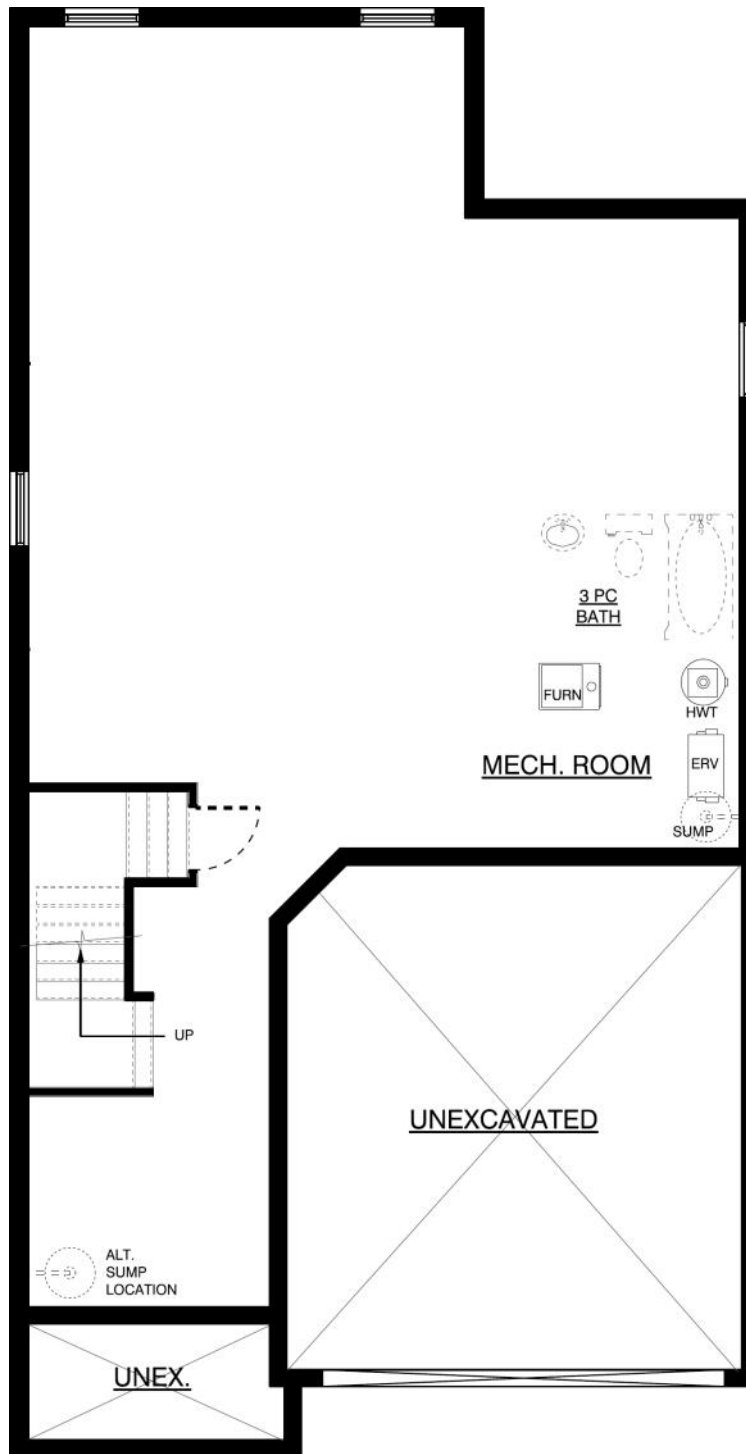 3 PC
BATH
FURN
HWT
MECH. ROOM
ERV
SUMP
UP
UNEXCAVATED
ALT.
SUMP
LOCATION
UNEX.